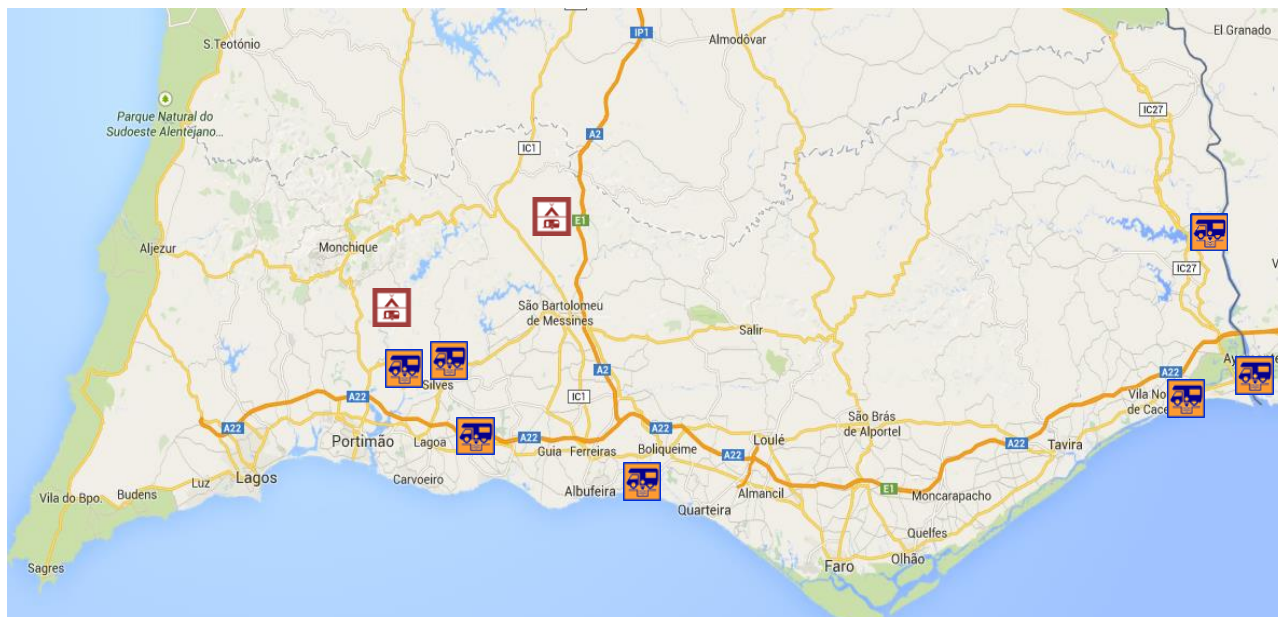 S.Teotónio
IP1
Almodôvar
El Granado
Parque Natural do
Sudoeste Alentejano...
IC27
A2
IC1
Aljezur
Monchique
E1
IC27
São Bartolomeu
de Messines
Salir
Silves
A2
A22
IC1
A22
Vila No
de Cace
A22
Portimão
Lagoa
A22
Guia
Ferreiras
Boliqueime
A22
A22
Loulé
São Brás
de Alportel
A22
Tavira
Lagos
Luz
Budens
Vila do Bpo.
Carvoeiro
Albufeira
Quarteira
Almancil
E1
Moncarapacho
Quelfes
Olhão
Faro
Sagres